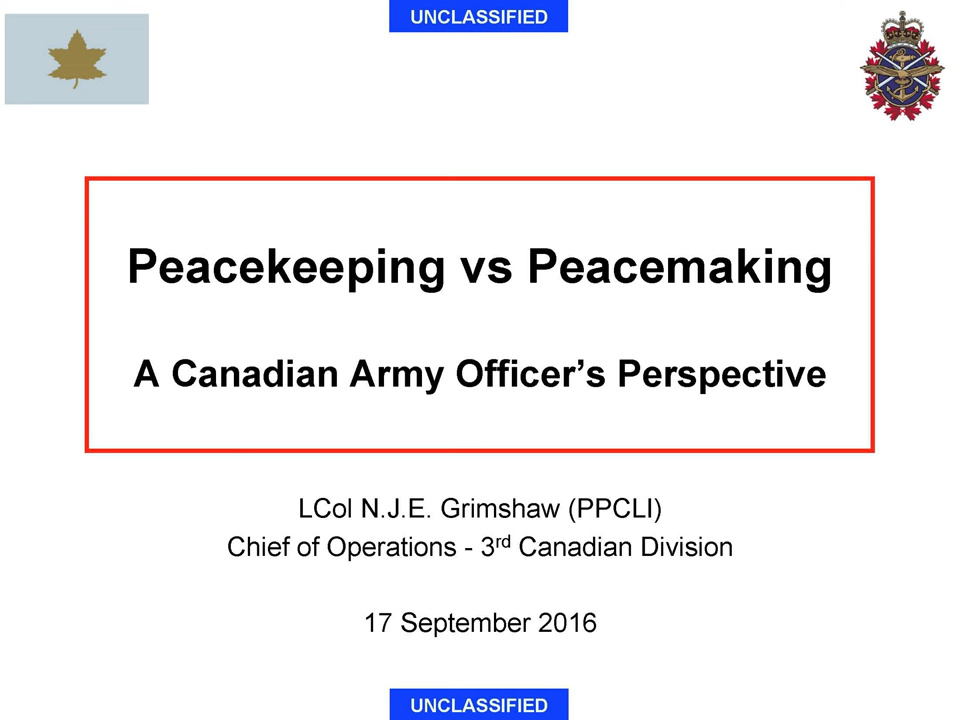 UNCLASSIFIED
Peacekeeping vs Peacemaking
A Canadian Army Officer’s Perspective
LCol N.J.E. Grimshaw (PPCLI)
Chief of Operations - 3rd Canadian Division
17 September 2016
UNCLASSIFIED